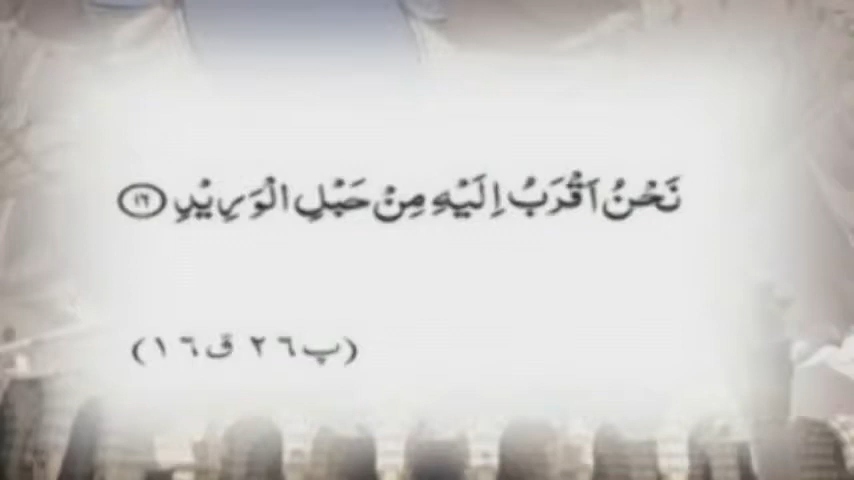 نَحْنُ اَقْرَبُ اِلَيْهِ مِنْ حَبْلِ الْوَرِيْدِ ⁧١٦⁩
(پ ٢٦ ق ١٦)